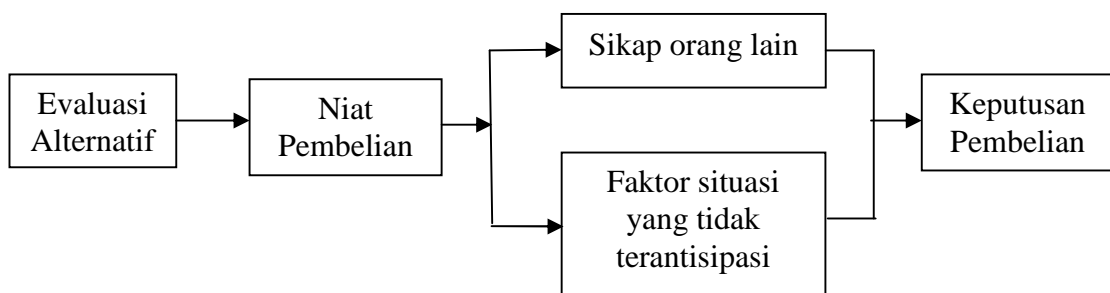 Evaluasi
Alternatif
Niat
Pembelian
Sikap orang lain
Faktor situasi
yang tidak
terantisipasi
Keputusan
Pembelian